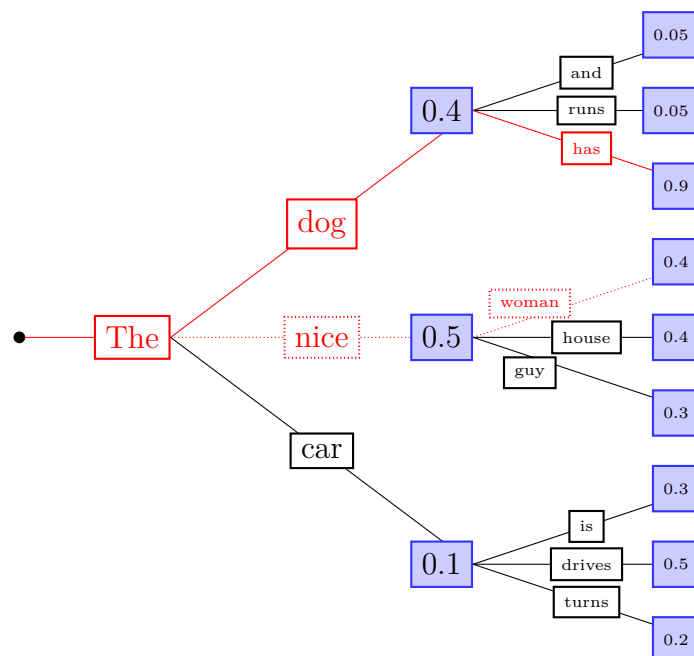 0.05
and
0.4
runs
0.05
has
0.9
dog
0.4
woman
The
nice
0.5
house
0.4
guy
0.3
car
0.3
is
0.1
drives
0.5
turns
0.2